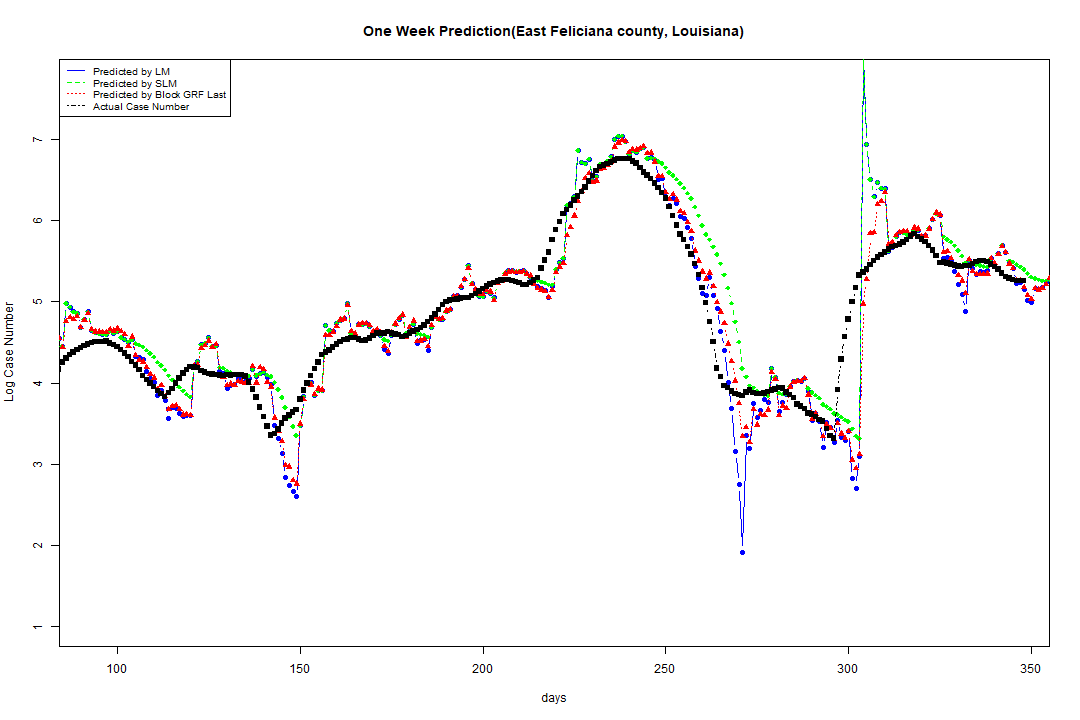 One Week Prediction(East Feliciana county, Louisiana)
Predicted by LM
Predicted by SLM
Predicted by Block GRF Last
Actual Case Number
7
6
5
4
3
2
1
Log Case Number
100 150 200 250 300 350
days